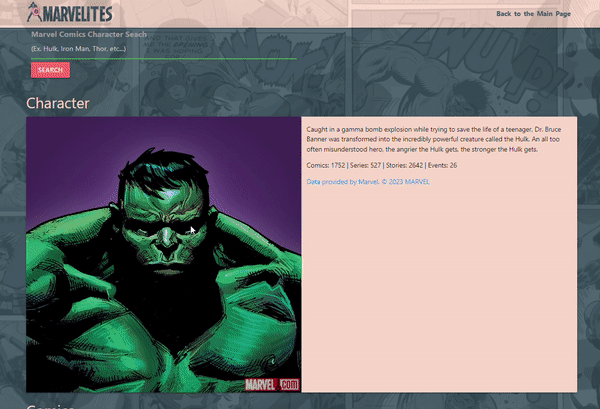 MARVELITES
Back to the Main Page
Marvel Comics Character Seach
(Ex. Hulk, Iron Man, Thor, etc...)
SEARCH
Character
Caught in a gamma bomb explosion while trying to save the life of a teenager, Dr. Bruce
Banner was transformed into the incredibly powerful creature called the Hulk. An all too
often misunderstood hero, the angrier the Hulk gets, the stronger the Hulk gets.
Comics: 1752 | Series: 527 | Stories: 2642 | Events: 26
Data provided by Marvel. © 2023 MARVEL
MARVEL.com
Comics